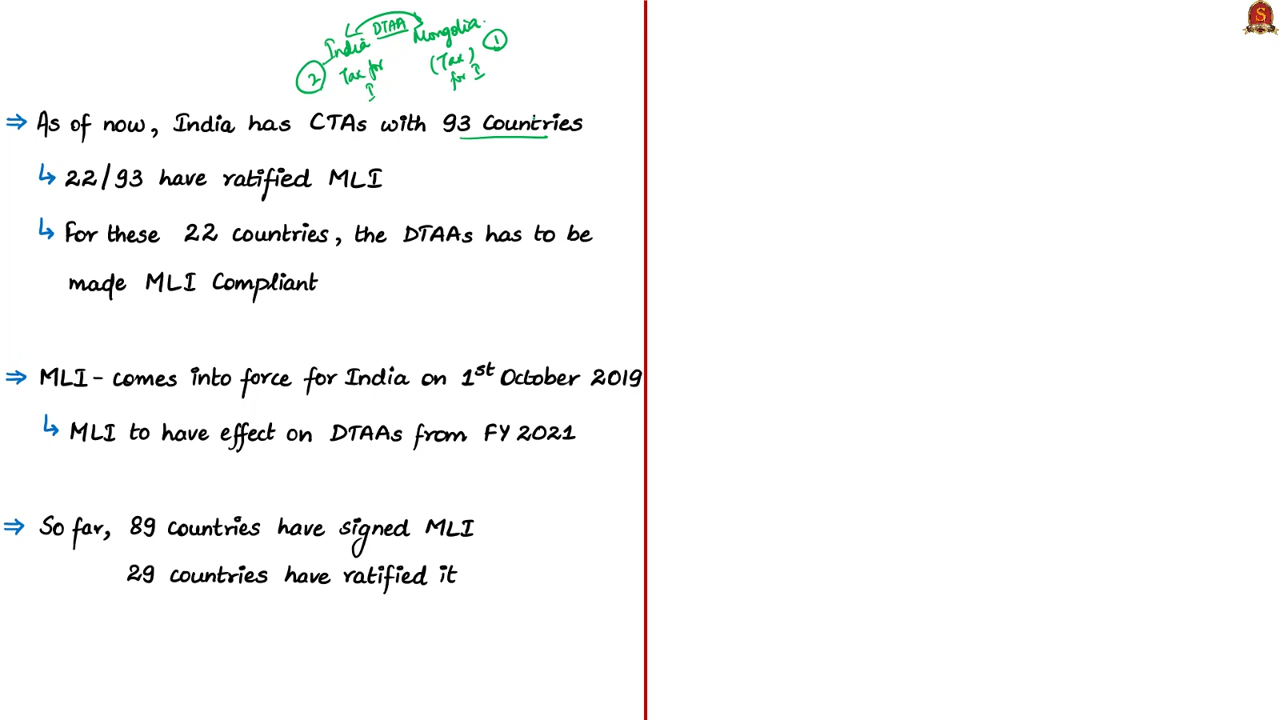 DTAA
India Mongolia. 1
2 Tax for (Tax)
I for I
⇒ As of now, India has CTAs with 93 Countries
↳ 22/93 have ratified MLI
↳ For these 22 countries, the DTAAs has to be
made MLI Compliant
⇒ MLI - comes into force for India on 1st October 2019
↳ MLI to have effect on DTAAs from FY 2021
⇒ So far, 89 countries have signed MLI
29 countries have ratified it
S